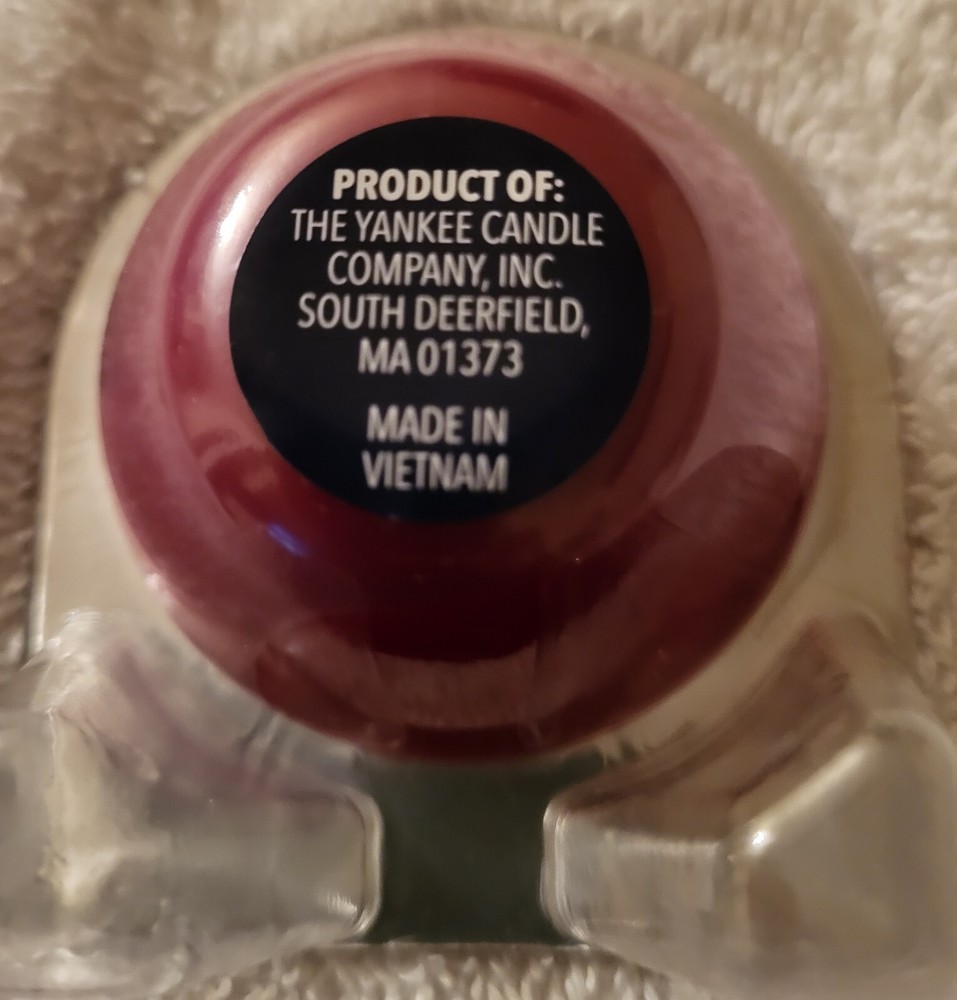 PRODUCT OF:
THE YANKEE CANDLE
COMPANY, INC.
SOUTH DEERFIELD,
MA 01373
MADE IN
VIETNAM